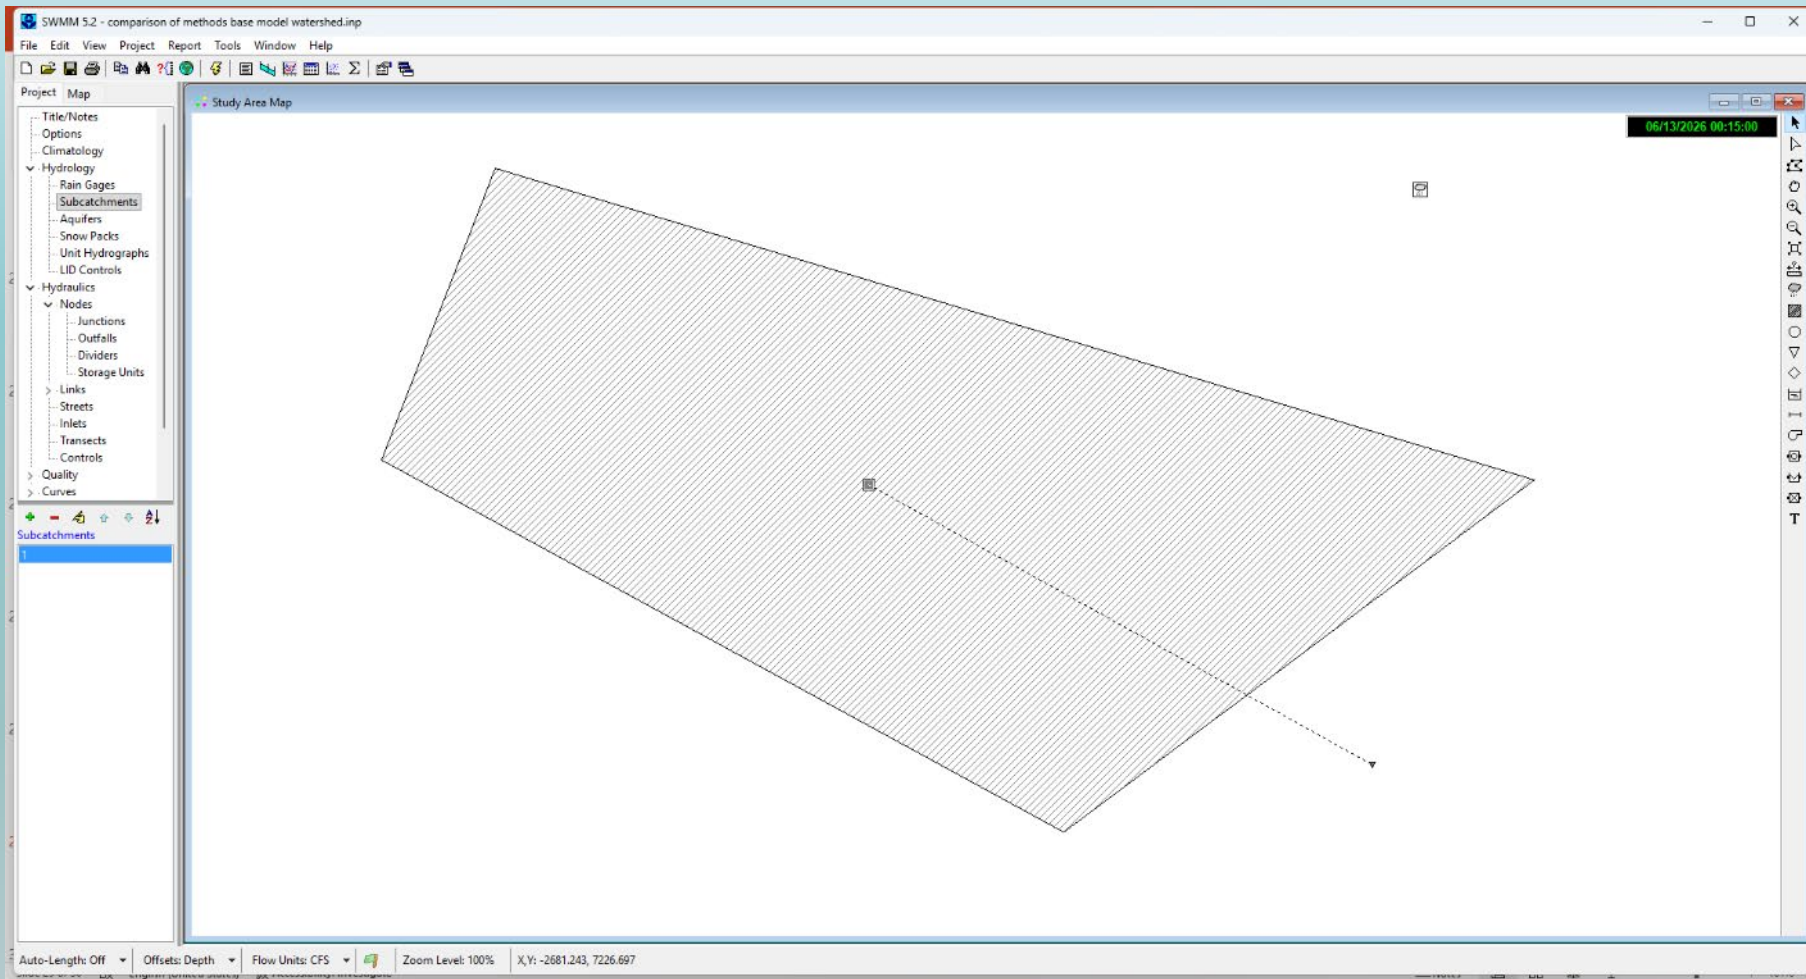 SWMM 5.2 - comparison of methods base model watershed.inp
File Edit View Project Report Tools Window Help
Project Map
Title/Notes
Options
Climatology
Hydrology
Rain Gages
Subcatchments
Aquifers
Snow Packs
Unit Hydrographs
LID Controls
Hydraulics
Nodes
Junctions
Outfalls
Dividers
Storage Units
Links
Streets
Inlets
Transects
Controls
Quality
Curves
Subcatchments
1
Study Area Map
06/13/2026 00:15:00
T
Auto-Length: Off Offsets: Depth Flow Units: CFS Zoom Level: 100% X,Y: -2681.243, 7226.697